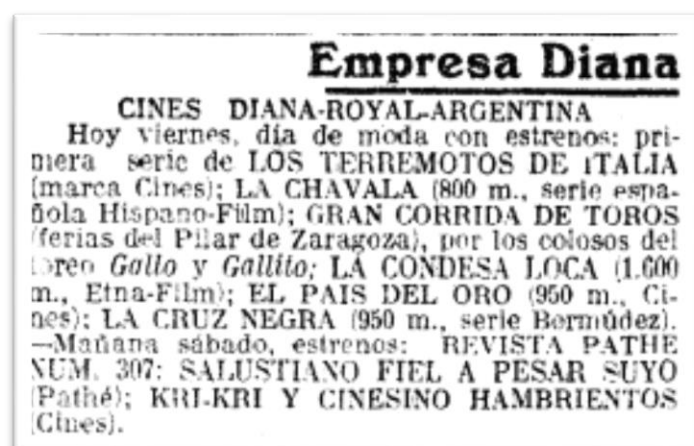 Empresa Diana
CINES DIANA-ROYAL-ARGENTINA
Hoy viernes, día de moda con estrenos: pri-
mera serie de LOS TERREMOTOS DE ITALIA
(marca Cines); LA CHAVALA (800 m., serie espa-
ñola Hispano-Film); GRAN CORRIDA DE TOROS
(ferias del Pilar de Zaragoza), por los colosos del
toreo Gallo y Gallito; LA CONDESA LOCA (1.600
m., Etna-Film); EL PAIS DEL ORO (950 m., Ci-
nes); LA CRUZ NEGRA (950 m., serie Bermúdez).
—Mañana sábado, estrenos: REVISTA PATHE
NUM. 307: SALUSTIANO FIEL A PESAR SUYO
(Pathé); KRI-KRI Y CINESINO HAMBRIENTOS
(Cines).